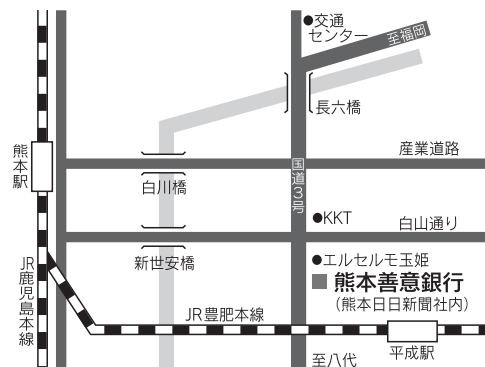 ●交通
センター
至福岡
長六橋
産業道路
熊本駅
国道3号
白川橋
●KKT
白山通り
新世安橋
●エルセルモ玉姫
■熊本善意銀行
(熊本日日新聞社内)
JR鹿児島本線
JR豊肥本線
平成駅
至八代